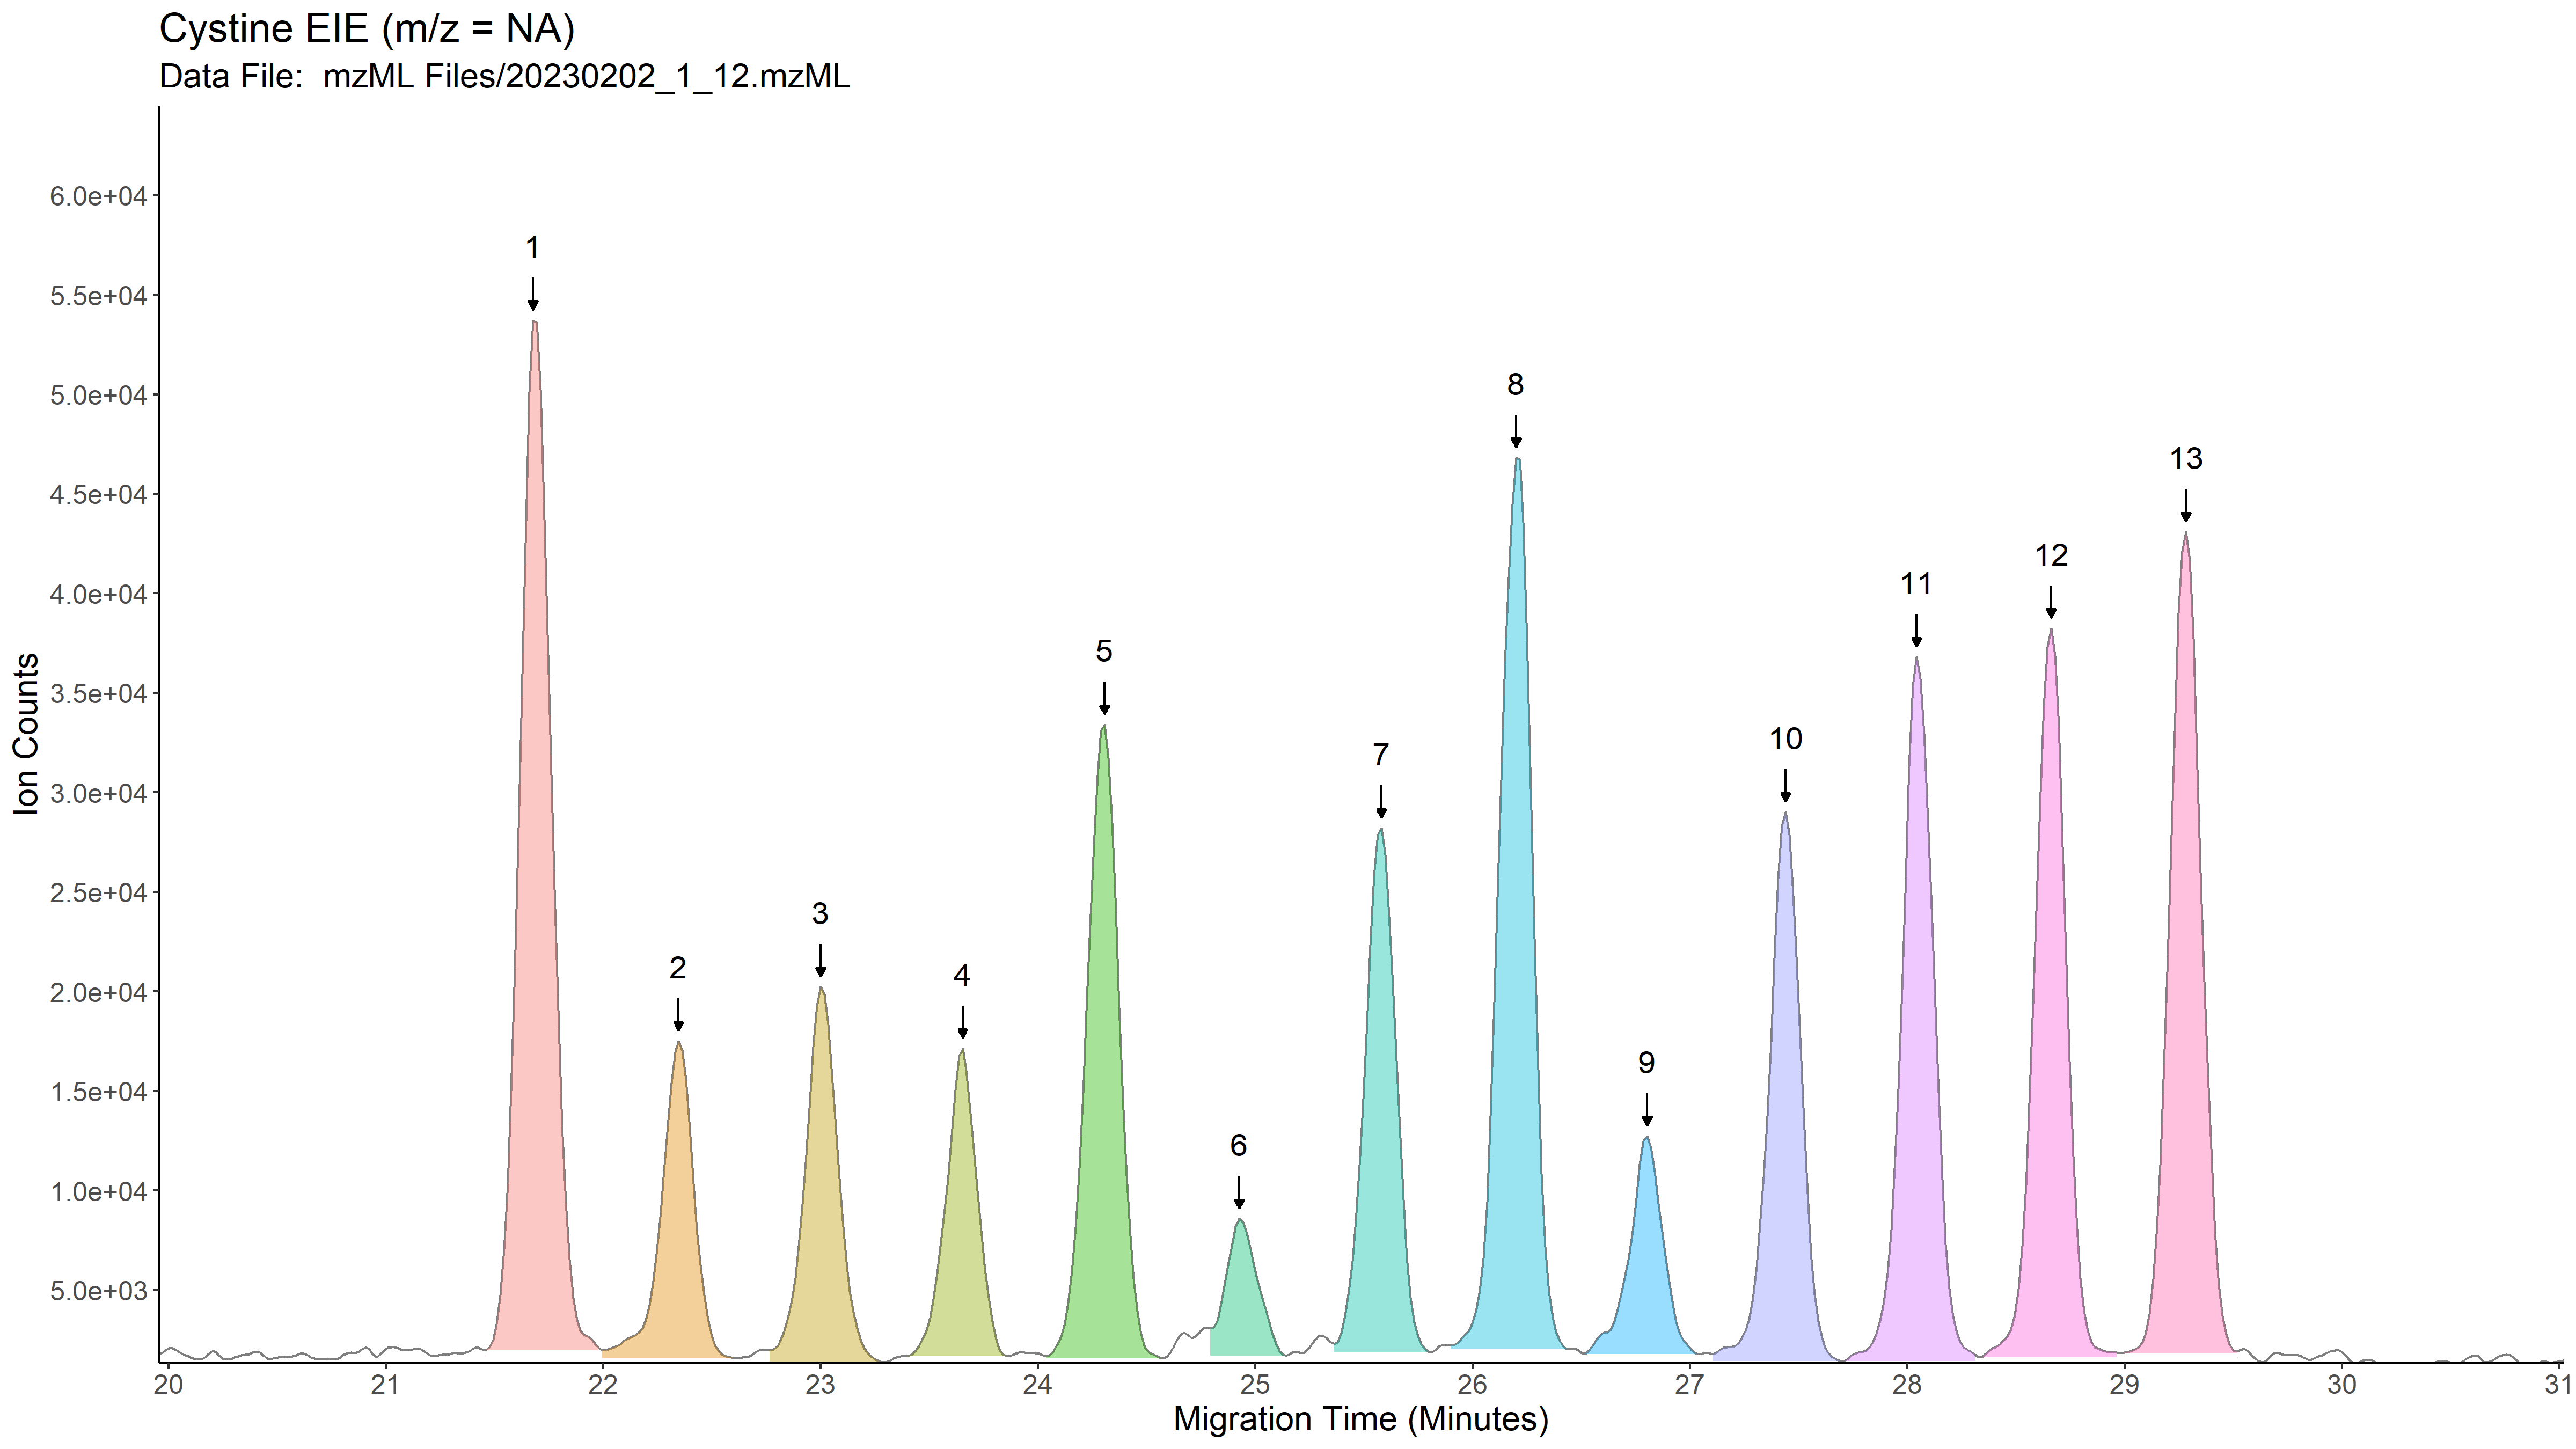 Cystine EIE (m/z = NA)
Data File:  mzML Files/20230202_1_12.mzML
6.0e+04
5.5e+04
5.0e+04
4.5e+04
4.0e+04
3.5e+04
3.0e+04
2.5e+04
2.0e+04
1.5e+04
1.0e+04
5.0e+03
Ion Counts
1
2
3
4
5
6
7
8
9
10
11
12
13
20 21 22 23 24 25 26 27 28 29 30 31
Migration Time (Minutes)